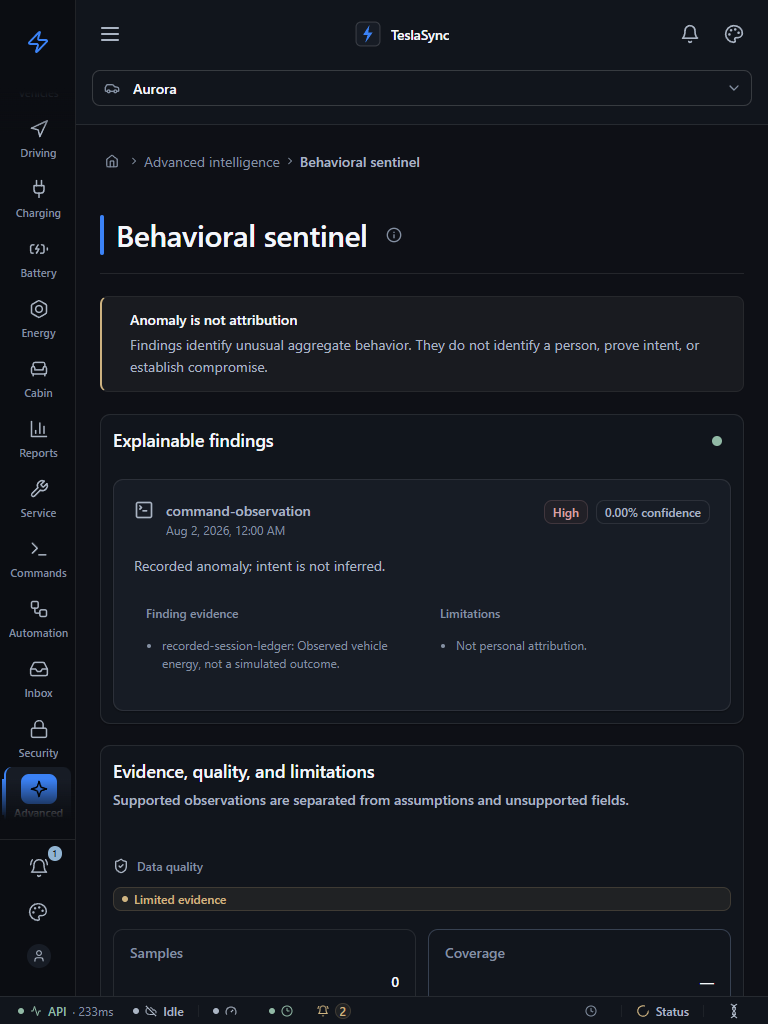 TeslaSync
Aurora
Driving
Charging
Battery
Energy
Cabin
Reports
Service
Commands
Automation
Inbox
Security
Advanced
1
Advanced intelligence
Behavioral sentinel
Behavioral sentinel
Anomaly is not attribution
Findings identify unusual aggregate behavior. They do not identify a person, prove intent, or
establish compromise.
Explainable findings
command-observation
High
0.00% confidence
Aug 2, 2026, 12:00 AM
Recorded anomaly; intent is not inferred.
Finding evidence
• recorded-session-ledger: Observed vehicle
energy, not a simulated outcome.
Limitations
• Not personal attribution.
Evidence, quality, and limitations
Supported observations are separated from assumptions and unsupported fields.
Data quality
Limited evidence
Samples
0
Coverage
—
API · 233ms
Idle
2
Status